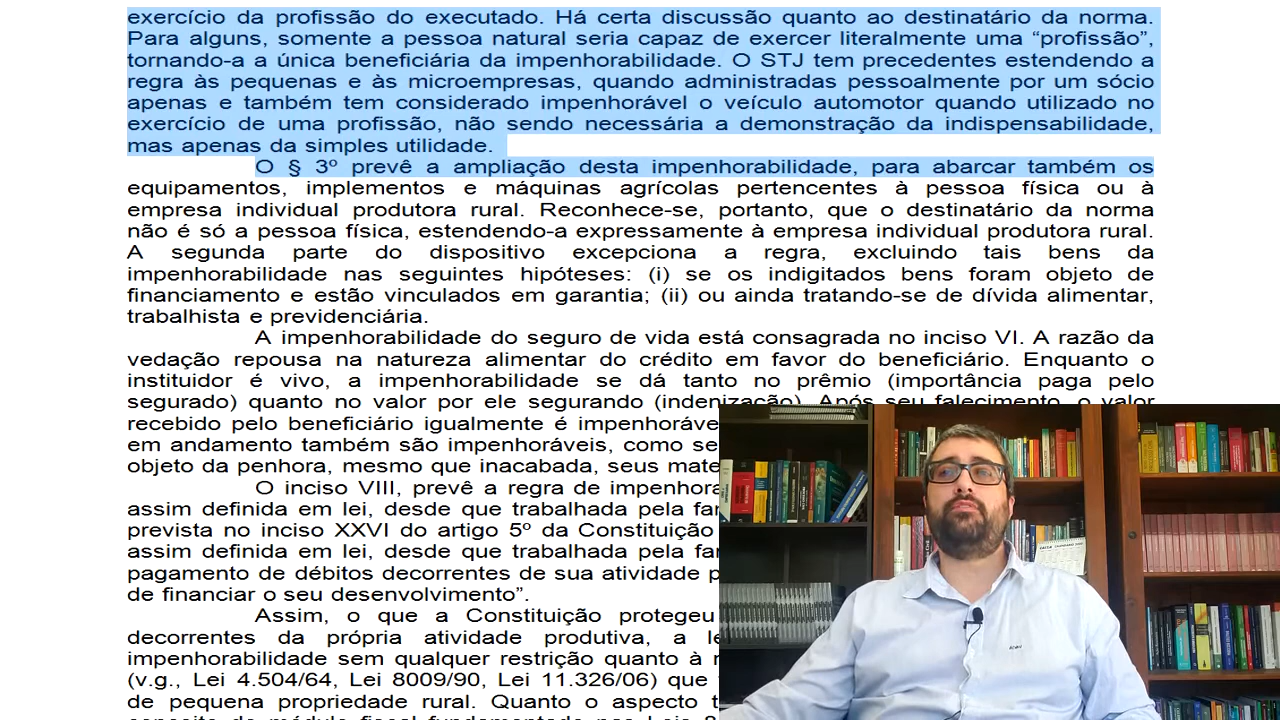 exercício da profissão do executado. Há certa discussão quanto ao destinatário da norma.
Para alguns, somente a pessoa natural seria capaz de exercer literalmente uma “profissão”,
tornando-a a única beneficiária da impenhorabilidade. O STJ tem precedentes estendendo a
regra às pequenas e às microempresas, quando administradas pessoalmente por um sócio
apenas e também tem considerado impenhorável o veículo automotor quando utilizado no
exercício de uma profissão, não sendo necessária a demonstração da indispensabilidade,
mas apenas da simples utilidade.
O § 3º prevê a ampliação desta impenhorabilidade, para abarcar também os
equipamentos, implementos e máquinas agrícolas pertencentes à pessoa física ou à
empresa individual produtora rural. Reconhece-se, portanto, que o destinatário da norma
não é só a pessoa física, estendendo-a expressamente à empresa individual produtora rural.
A segunda parte do dispositivo excepciona a regra, excluindo tais bens da
impenhorabilidade nas seguintes hipóteses: (i) se os indigitados bens foram objeto de
financiamento e estão vinculados em garantia; (ii) ou ainda tratando-se de dívida alimentar,
trabalhista e previdenciária.
A impenhorabilidade do seguro de vida está consagrada no inciso VI. A razão da
vedação repousa na natureza alimentar do crédito em favor do beneficiário. Enquanto o
instituidor é vivo, a impenhorabilidade se dá tanto no prêmio (importância paga pelo
segurado) quanto no valor por ele segurando (indenização). Após seu falecimento, o valor
recebido pelo beneficiário igualmente é impenhoráve
em andamento também são impenhoráveis, como se
objeto da penhora, mesmo que inacabada, seus mate
O inciso VIII, prevê a regra de impenhora
assim definida em lei, desde que trabalhada pela fam
prevista no inciso XXVI do artigo 5º da Constituição
assim definida em lei, desde que trabalhada pela fam
pagamento de débitos decorrentes de sua atividade p
de financiar o seu desenvolvimento”.
Assim, o que a Constituição protegeu
decorrentes da própria atividade produtiva, a le
impenhorabilidade sem qualquer restrição quanto à
(v.g., Lei 4.504/64, Lei 8009/90, Lei 11.326/06) que
de pequena propriedade rural. Quanto o aspecto t